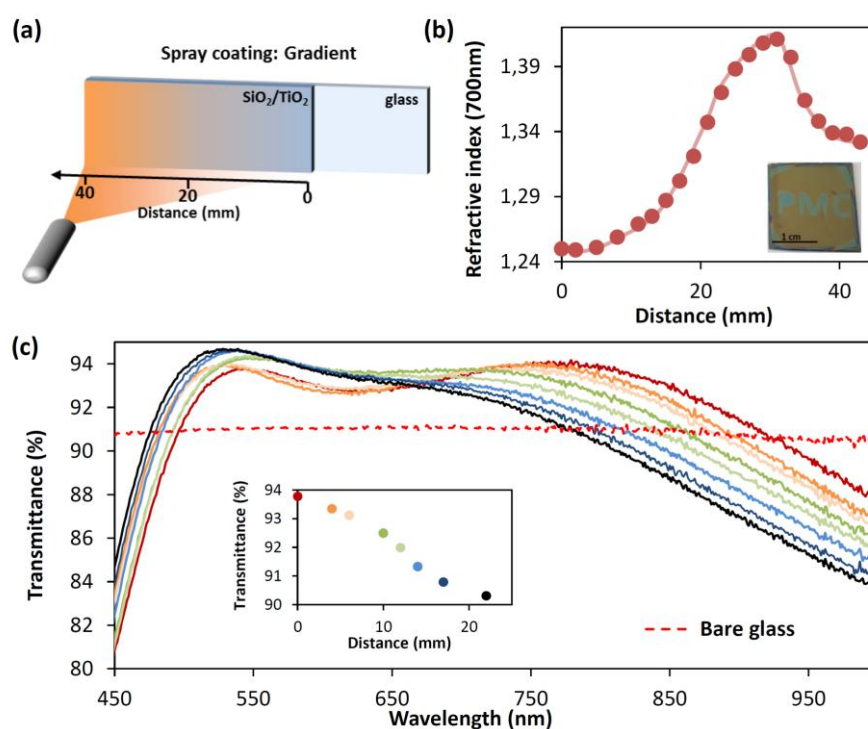 (a)
Spray coating: Gradient
SiO₂/TiO₂
glass
40
20
0
Distance (mm)
(b)
Refractive index (700nm)
1,39
1,34
1,29
1,24
0
20
40
Distance (mm)
PMC
1 cm
(c)
Transmittance (%)
94
92
90
88
86
84
82
80
450
550
650
750
850
950
Wavelength (nm)
Transmittance (%)
94
93
92
91
90
0
10
20
Distance (mm)
Bare glass